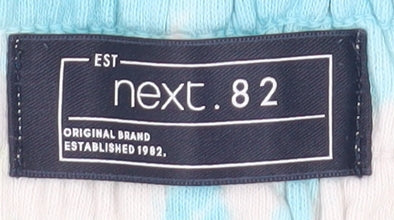 EST
next.82
ORIGINAL BRAND
ESTABLISHED 1982.